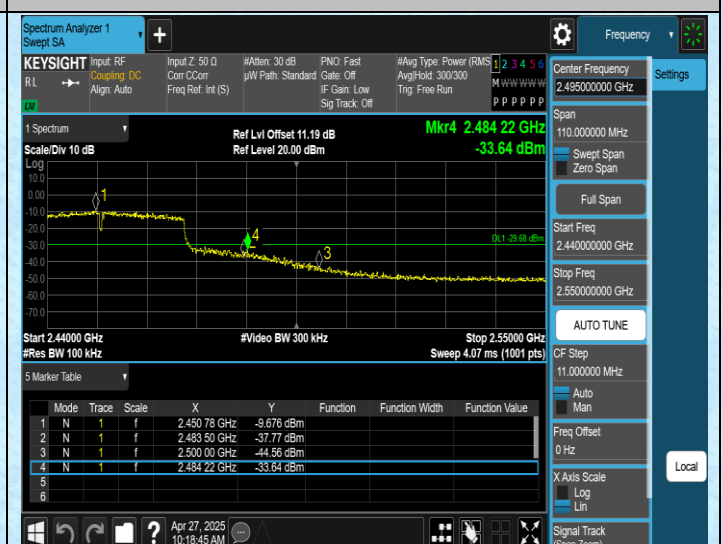 Spectrum Analyzer 1
Swept SA
Frequency
KEYSIGHT
Input: RF
Input Z: 50 Ω
#Atten: 30 dB
PNO: Fast
#Avg Type: Power (RMS
1 2 3 4 5 6
RL
Coupling: DC
Corr CCorr
µW Path: Standard
Gate: Off
Avg|Hold: 300/300
M W W W W W
Align: Auto
Freq Ref: Int (S)
IF Gain: Low
Trig: Free Run
Sig Track: Off
P P P P P P
LXI
1 Spectrum
Ref Lvl Offset 11.19 dB
Mkr4 2.484 22 GHz
Scale/Div 10 dB
Ref Level 20.00 dBm
-33.64 dBm
Log
10.0
0.00
-10.0
-20.0
-30.0
-40.0
-50.0
-60.0
-70.0
1
4
3
DL1 -29.68 dBm
Start 2.44000 GHz
#Video BW 300 kHz
Stop 2.55000 GHz
#Res BW 100 kHz
Sweep 4.07 ms (1001 pts)
5 Marker Table
Mode Trace Scale X Y Function Function Width Function Value
1 N 1 f 2.450 78 GHz -9.676 dBm
2 N 1 f 2.483 50 GHz -37.77 dBm
3 N 1 f 2.500 00 GHz -44.56 dBm
4 N 1 f 2.484 22 GHz -33.64 dBm
5
6
Apr 27, 2025
10:18:45 AM
Center Frequency
2.495000000 GHz
Settings
Span
110.000000 MHz
Swept Span
Zero Span
Full Span
Start Freq
2.440000000 GHz
Stop Freq
2.550000000 GHz
AUTO TUNE
CF Step
11.000000 MHz
Auto
Man
Freq Offset
0 Hz
Local
X Axis Scale
Log
Lin
Signal Track
(Span Zoom)